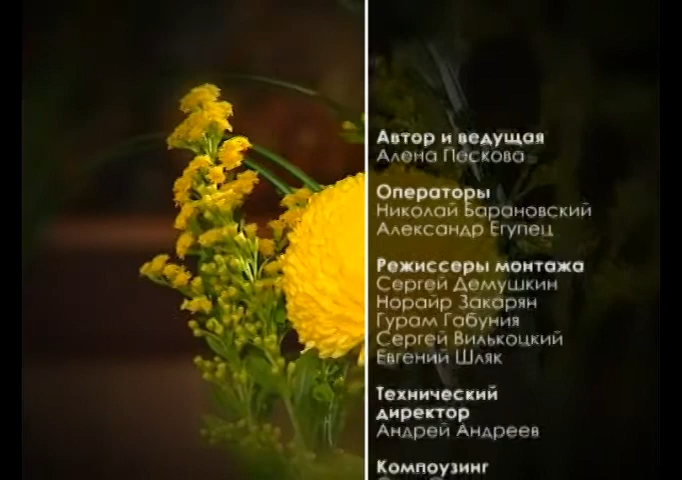 Автор и ведущая
Алена Пескова
Операторы
Николай Барановский
Александр Егупец
Режиссеры монтажа
Сергей Демушкин
Норайр Закарян
Гурам Габуния
Сергей Вилькоцкий
Евгений Шляк
Технический
директор
Андрей Андреев
Компоузинг